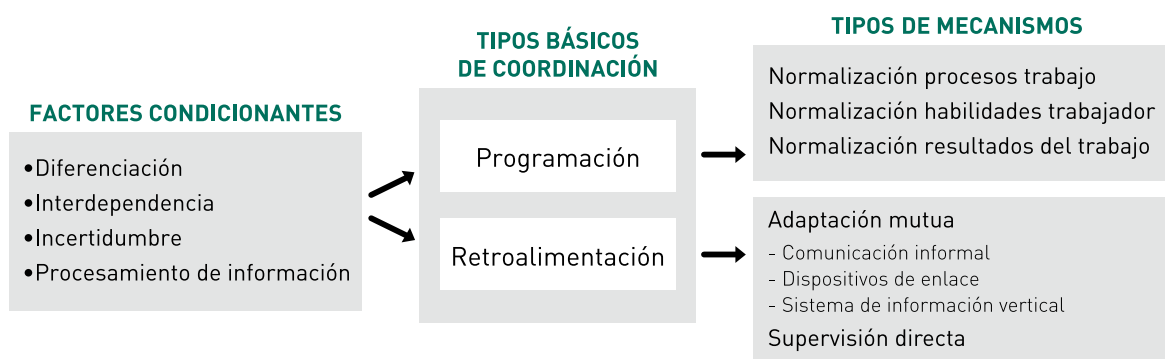 FACTORES CONDICIONANTES
•Diferenciación
•Interdependencia
•Incertidumbre
•Procesamiento de información
TIPOS BÁSICOS
DE COORDINACIÓN
Programación
Retroalimentación
TIPOS DE MECANISMOS
Normalización procesos trabajo
Normalización habilidades trabajador
Normalización resultados del trabajo
Adaptación mutua
- Comunicación informal
- Dispositivos de enlace
- Sistema de información vertical
Supervisión directa